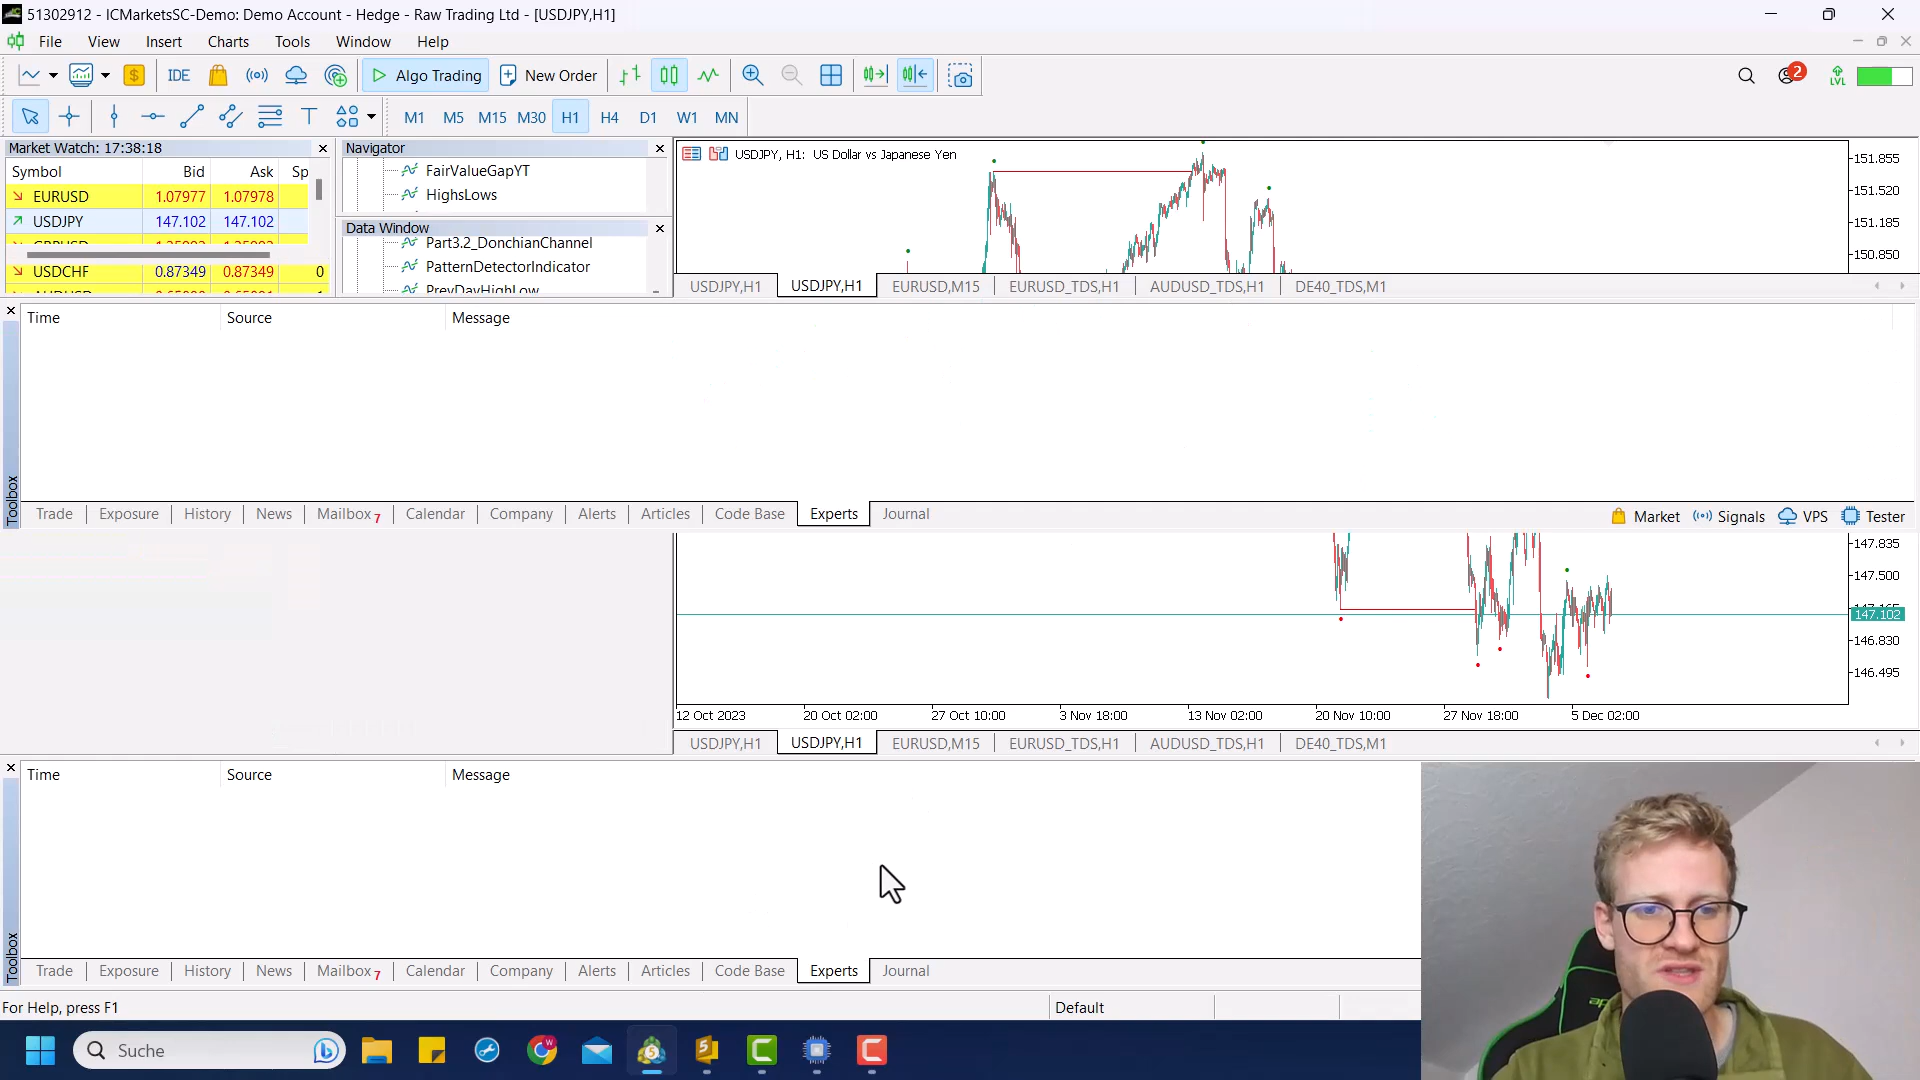 51302912 - ICMarketsSC-Demo: Demo Account - Hedge - Raw Trading Ltd - [USDJPY,H1]
File View Insert Charts Tools Window Help
IDE Algo Trading New Order 2 LVL
M1 M5 M15 M30 H1 H4 D1 W1 MN
Market Watch: 17:38:18
Symbol Bid Ask Sp
EURUSD 1.07977 1.07978
USDJPY 147.102 147.102
USDCHF 0.87349 0.87349 0
Navigator
FairValueGapYT
HighsLows
Data Window
Part3.2_DonchianChannel
PatternDetectorIndicator
PrevDayHighLow
USDJPY, H1: US Dollar vs Japanese Yen
151.855
151.520
151.185
150.850
USDJPY,H1 USDJPY,H1 EURUSD,M15 EURUSD_TDS,H1 AUDUSD_TDS,H1 DE40_TDS,M1
Time Source Message
Toolbox
Trade Exposure History News Mailbox 7 Calendar Company Alerts Articles Code Base Experts Journal
Market Signals VPS Tester
147.835
147.500
147.102
146.830
146.495
12 Oct 2023 20 Oct 02:00 27 Oct 10:00 3 Nov 18:00 13 Nov 02:00 20 Nov 10:00 27 Nov 18:00 5 Dec 02:00
USDJPY,H1 USDJPY,H1 EURUSD,M15 EURUSD_TDS,H1 AUDUSD_TDS,H1 DE40_TDS,M1
Time Source Message
Toolbox
Trade Exposure History News Mailbox 7 Calendar Company Alerts Articles Code Base Experts Journal
For Help, press F1 Default
Suche